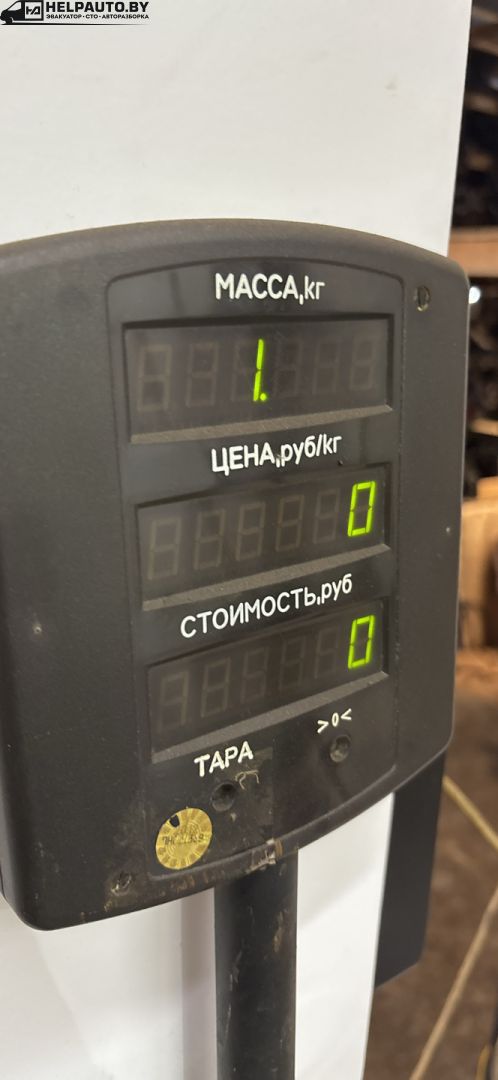 HELPAUTO.BY
ЭВАКУАТОР · СТО · АВТОРАЗБОРКА
МАССА,кг
1.
ЦЕНА,руб/кг
0
СТОИМОСТЬ,руб
0
>0<
ТАРА